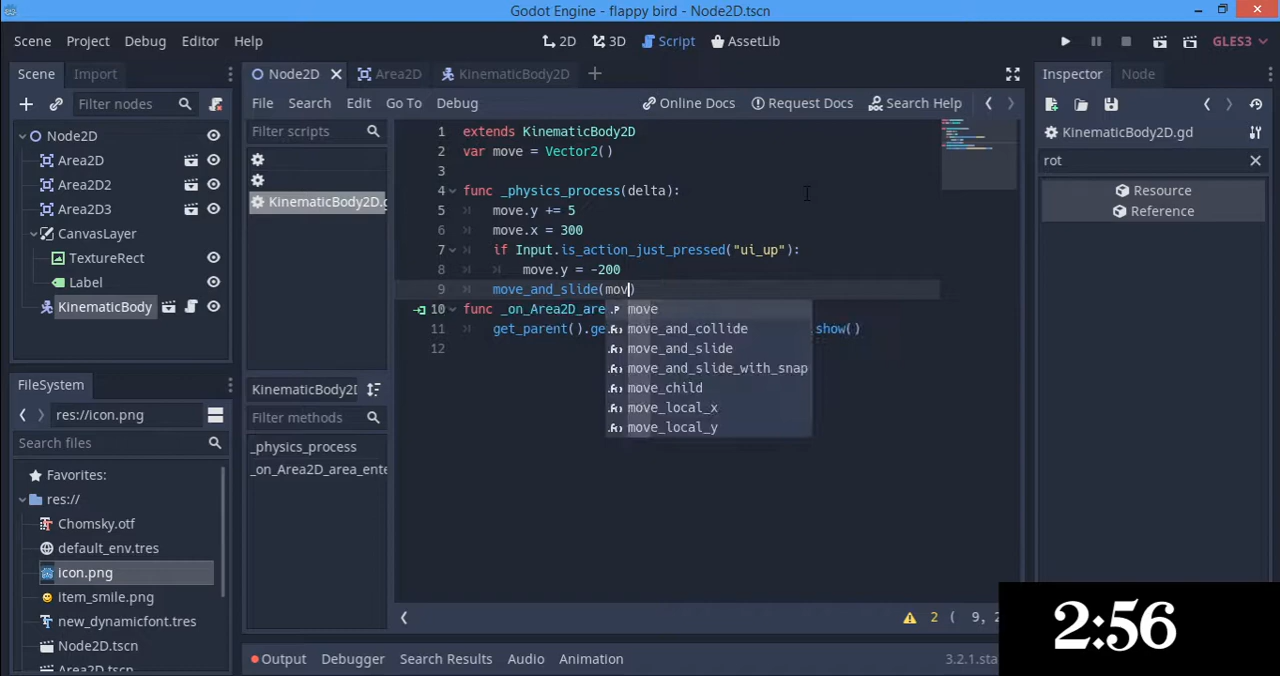 Godot Engine - flappy bird - Node2D.tscn
Scene Project Debug Editor Help
2D 3D Script AssetLib
GLES3
Scene Import
Filter nodes
Node2D
Area2D
Area2D2
Area2D3
CanvasLayer
TextureRect
Label
KinematicBody
FileSystem
res://icon.png
Search files
Favorites:
res://
Chomsky.otf
default_env.tres
icon.png
item_smile.png
new_dynamicfont.tres
Node2D.tscn
Area2D.tscn
Node2D Area2D KinematicBody2D
File Search Edit Go To Debug
Online Docs Request Docs Search Help
Filter scripts
KinematicBody2D.g
KinematicBody2D
Filter methods
_physics_process
_on_Area2D_area_ente
1 extends KinematicBody2D
2 var move = Vector2()
3
4 func _physics_process(delta):
5 move.y += 5
6 move.x = 300
7 if Input.is_action_just_pressed("ui_up"):
8 move.y = -200
9 move_and_slide(mov)
10 func _on_Area2D_are
11 get_parent().ge .show()
12
move
move_and_collide
move_and_slide
move_and_slide_with_snap
move_child
move_local_x
move_local_y
2 ( 9, 2
Output Debugger Search Results Audio Animation
3.2.1.sta
Inspector Node
KinematicBody2D.gd
rot
Resource
Reference
2:56